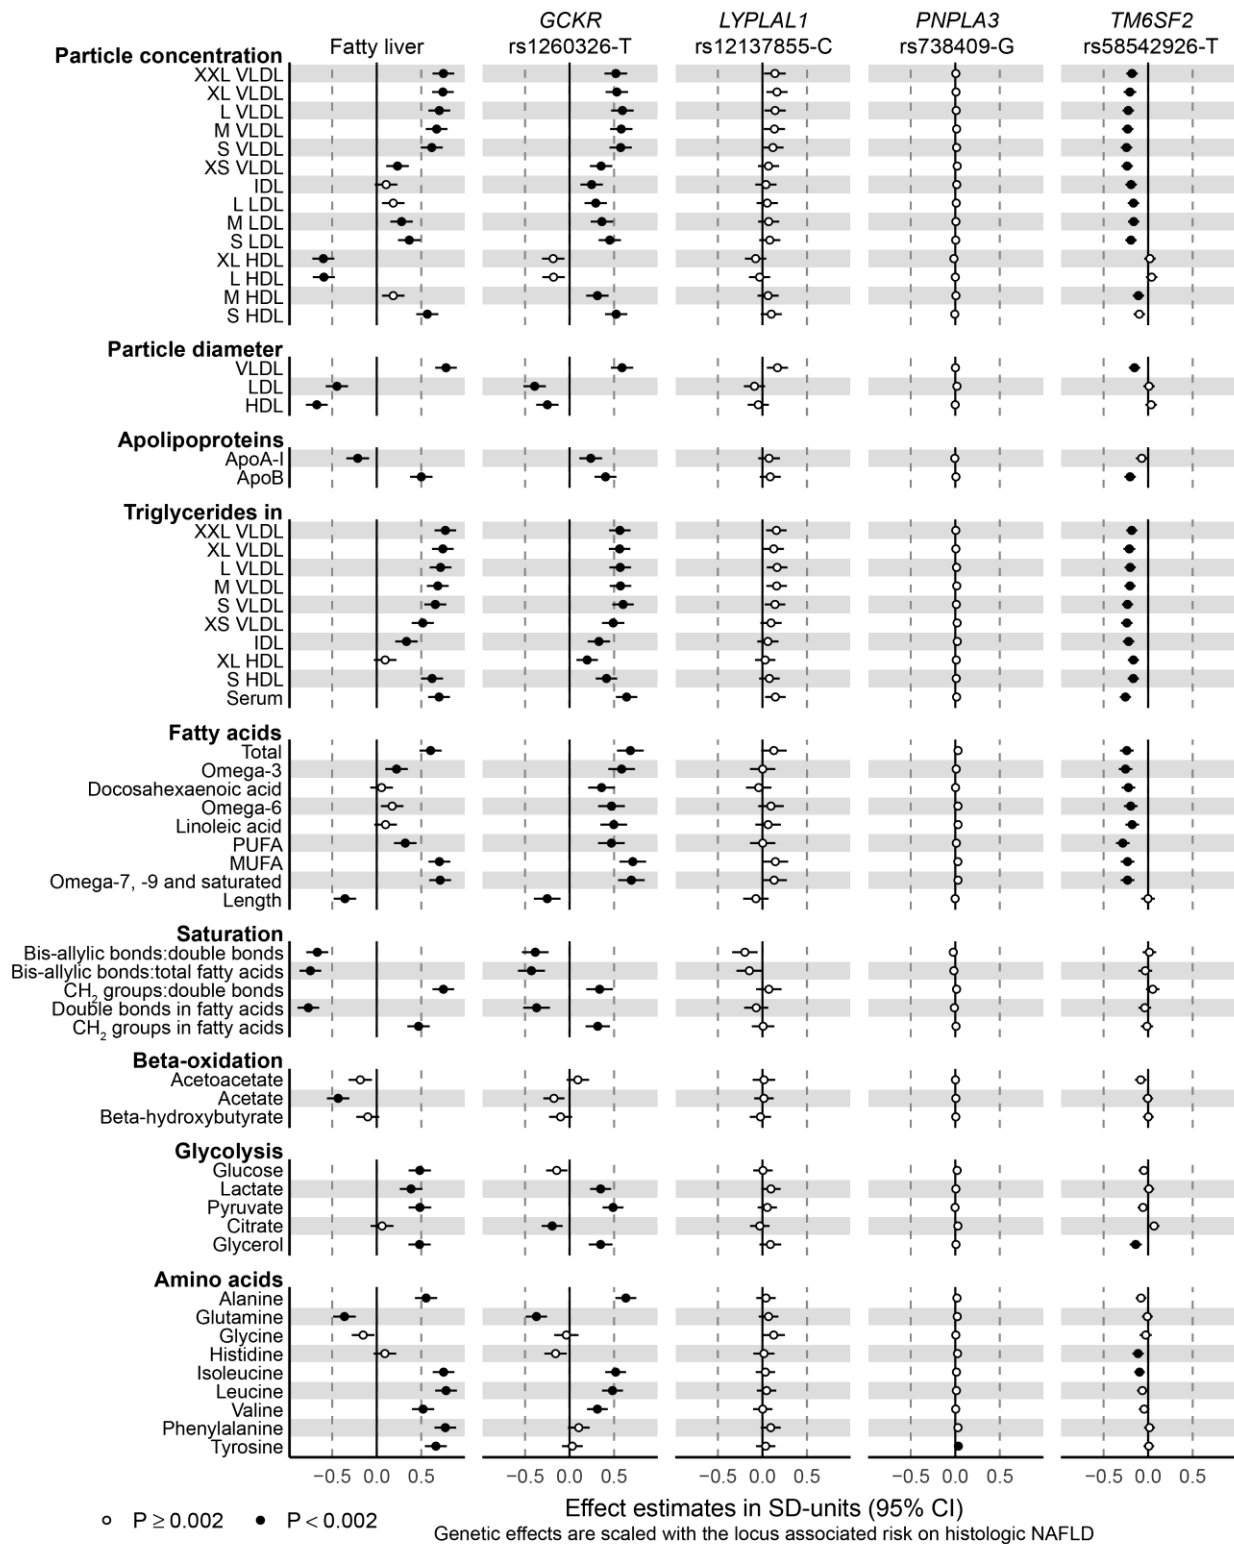 GCKR LYPLAL1 PNPLA3 TM6SF2
Fatty liver rs1260326-T rs12137855-C rs738409-G rs58542926-T
Particle concentration
XXL VLDL
XL VLDL
L VLDL
M VLDL
S VLDL
XS VLDL
IDL
L LDL
M LDL
S LDL
XL HDL
L HDL
M HDL
S HDL
Particle diameter
VLDL
LDL
HDL
Apolipoproteins
ApoA-I
ApoB
Triglycerides in
XXL VLDL
XL VLDL
L VLDL
M VLDL
S VLDL
XS VLDL
IDL
XL HDL
S HDL
Serum
Fatty acids
Total
Omega-3
Docosahexaenoic acid
Omega-6
Linoleic acid
PUFA
MUFA
Omega-7, -9 and saturated
Length
Saturation
Bis-allylic bonds:double bonds
Bis-allylic bonds:total fatty acids
CH₂ groups:double bonds
Double bonds in fatty acids
CH₂ groups in fatty acids
Beta-oxidation
Acetoacetate
Acetate
Beta-hydroxybutyrate
Glycolysis
Glucose
Lactate
Pyruvate
Citrate
Glycerol
Amino acids
Alanine
Glutamine
Glycine
Histidine
Isoleucine
Leucine
Valine
Phenylalanine
Tyrosine
−0.5 0.0 0.5 −0.5 0.0 0.5 −0.5 0.0 0.5 −0.5 0.0 0.5 −0.5 0.0 0.5
Effect estimates in SD-units (95% CI)
P ≥ 0.002 P < 0.002
Genetic effects are scaled with the locus associated risk on histologic NAFLD